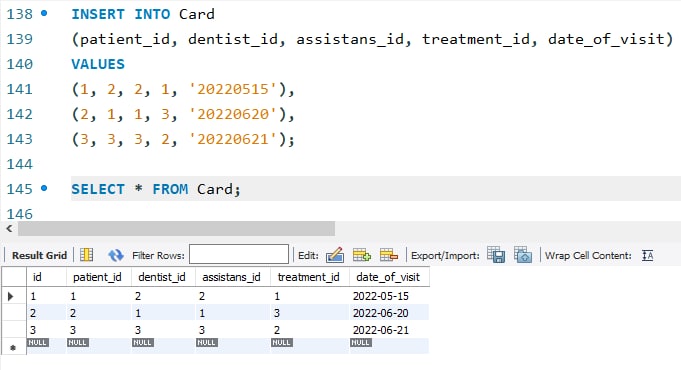 138 INSERT INTO Card
139 (patient_id, dentist_id, assistans_id, treatment_id, date_of_visit)
140 VALUES
141 (1, 2, 2, 1, '20220515'),
142 (2, 1, 1, 3, '20220620'),
143 (3, 3, 3, 2, '20220621');
144
145 SELECT * FROM Card;
146
Result Grid Filter Rows: Edit: Export/Import: Wrap Cell Content: IA
id patient_id dentist_id assistans_id treatment_id date_of_visit
1 1 2 2 1 2022-05-15
2 2 1 1 3 2022-06-20
3 3 3 3 2 2022-06-21
NULL NULL NULL NULL NULL NULL